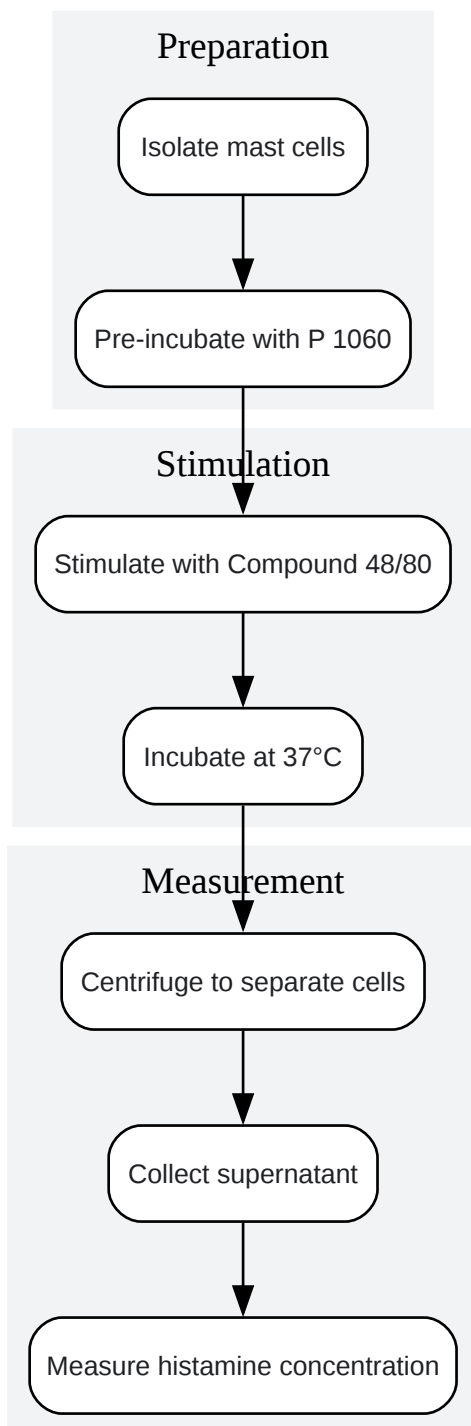 Preparation
Isolate mast cells
Pre-incubate with P 1060
Stimulation
Stimulate with Compound 48/80
Incubate at 37°C
Measurement
Centrifuge to separate cells
Collect supernatant
Measure histamine concentration